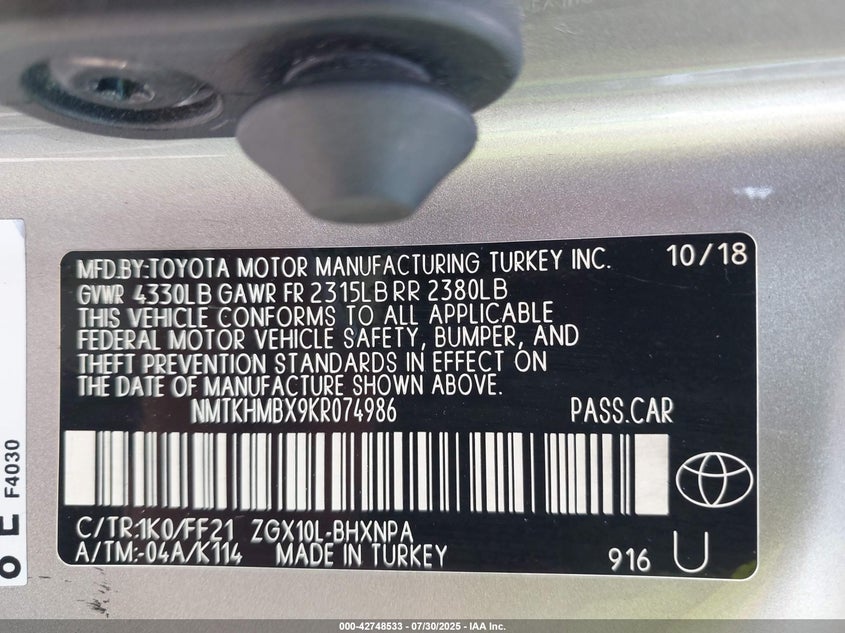 MFD.BY:TOYOTA MOTOR MANUFACTURING TURKEY INC. 10/18
GVWR 4330LB GAWR FR 2315LB RR 2380LB
THIS VEHICLE CONFORMS TO ALL APPLICABLE
FEDERAL MOTOR VEHICLE SAFETY, BUMPER, AND
THEFT PREVENTION STANDARDS IN EFFECT ON
THE DATE OF MANUFACTURE SHOWN ABOVE.
NMTKHMBX9KR074986 PASS.CAR
C/TR:1K0/FF21 ZGX10L-BHXNPA
A/TM:-04A/K114 MADE IN TURKEY 916 U
F4030
000-42748533 - 07/30/2025 - IAA Inc.